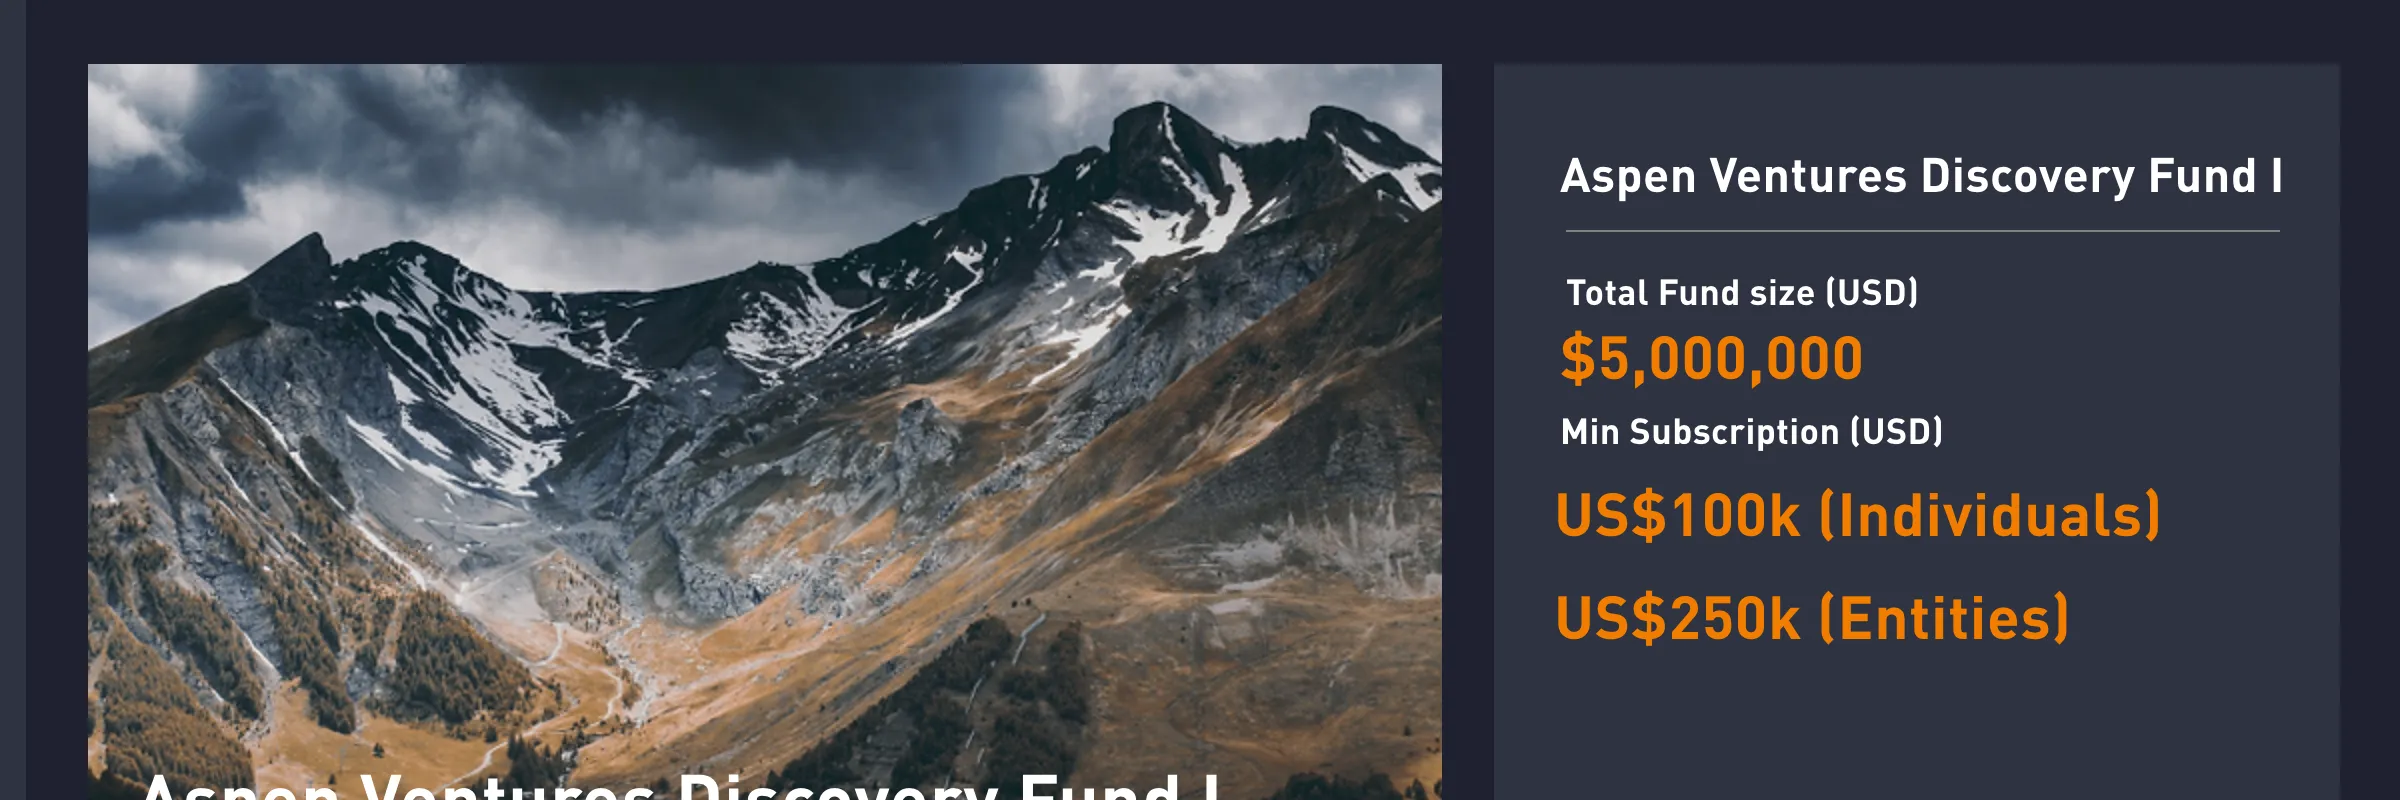 Aspen Ventures Discovery Fund I
Total Fund size (USD)
$5,000,000
Min Subscription (USD)
US$100k (Individuals)
US$250k (Entities)
Aspen Ventures Discovery Fund I